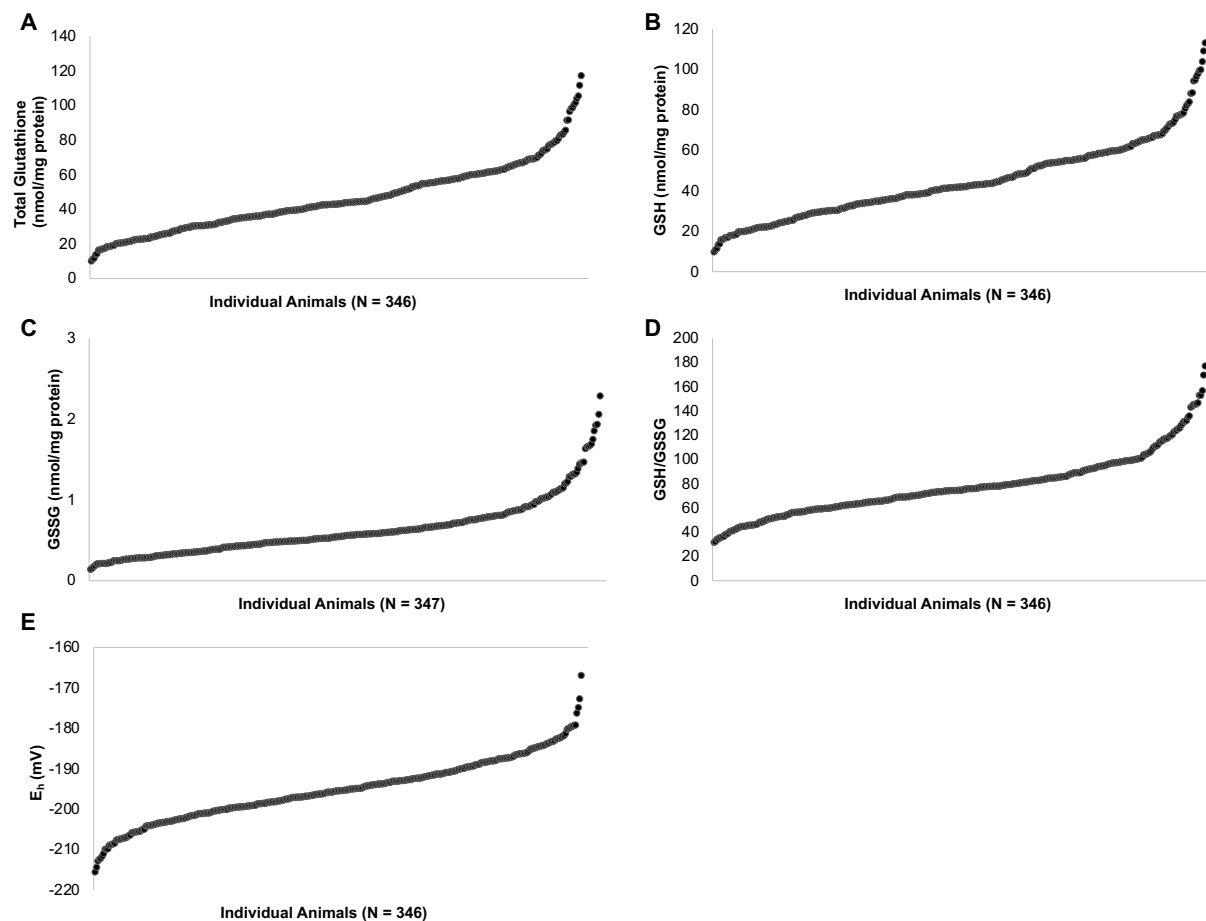 A
Total Glutathione
(nmol/mg protein)
140
120
100
80
60
40
20
0
Individual Animals (N = 346)
B
GSH (nmol/mg protein)
120
100
80
60
40
20
0
Individual Animals (N = 346)
C
GSSG (nmol/mg protein)
3
2
1
0
Individual Animals (N = 347)
D
GSH/GSSG
200
180
160
140
120
100
80
60
40
20
0
Individual Animals (N = 346)
E
Eh (mV)
-160
-170
-180
-190
-200
-210
-220
Individual Animals (N = 346)